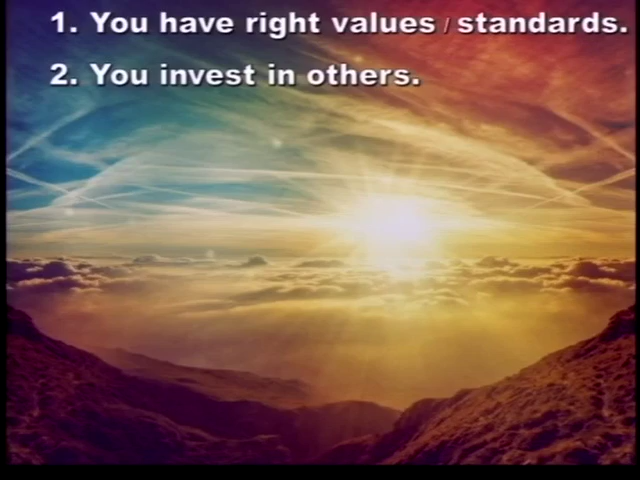 1. You have right values / standards.
2. You invest in others.